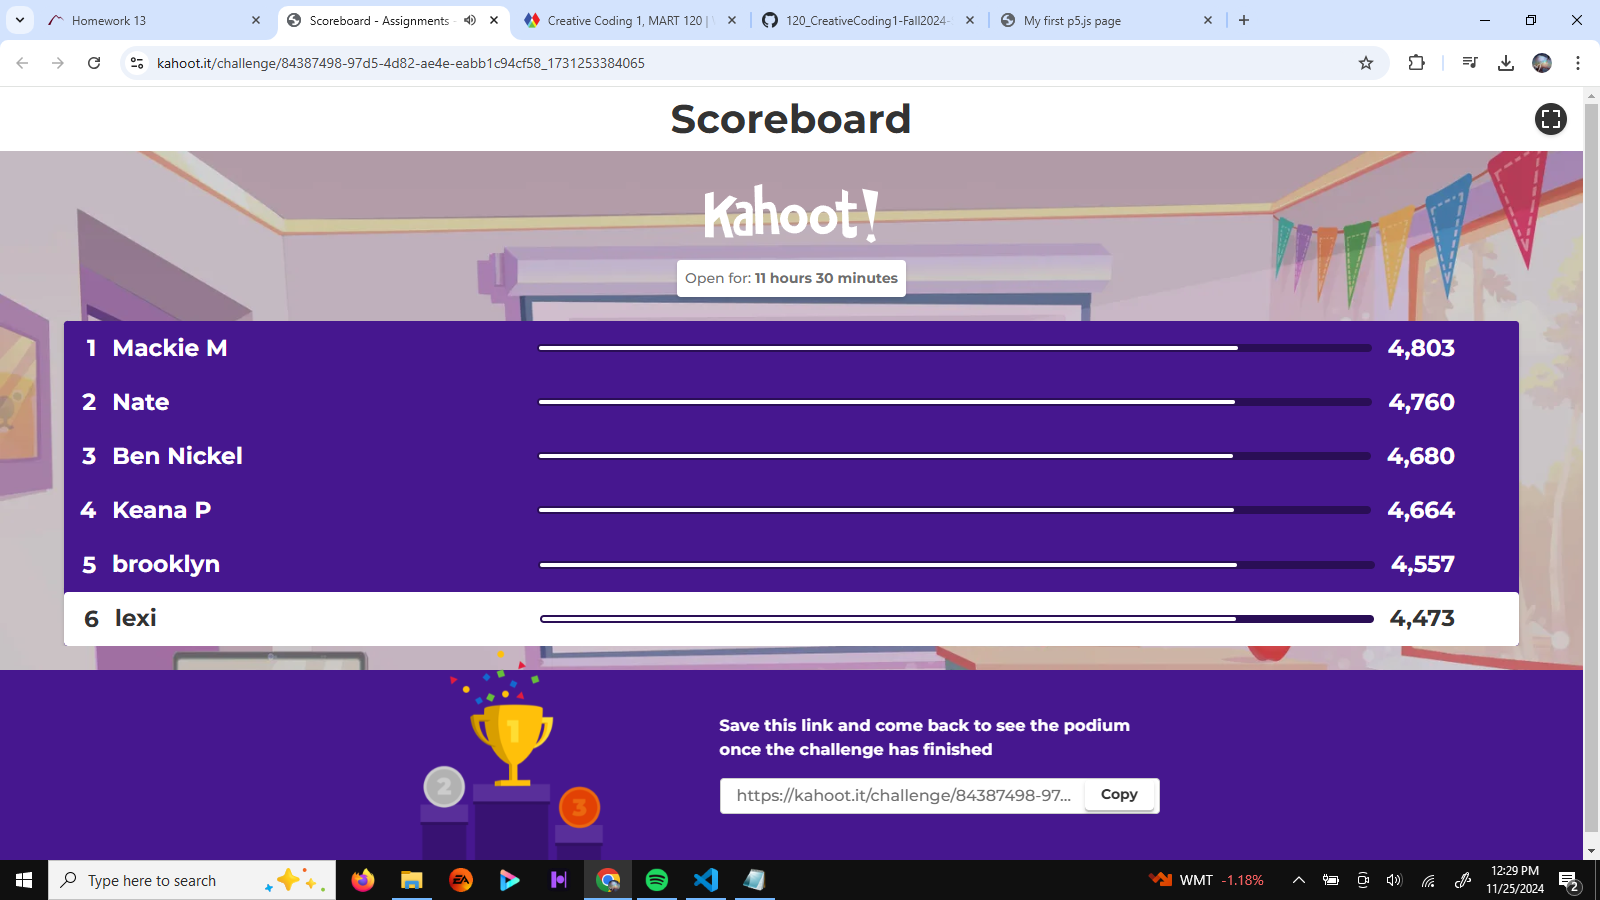 Homework 13
Scoreboard - Assignments -
Creative Coding 1, MART 120 |
120_CreativeCoding1-Fall2024-
My first p5.js page
kahoot.it/challenge/84387498-97d5-4d82-ae4e-eabb1c94cf58_1731253384065
Scoreboard
Kahoot!
Open for: 11 hours 30 minutes
1 Mackie M 4,803
2 Nate 4,760
3 Ben Nickel 4,680
4 Keana P 4,664
5 brooklyn 4,557
6 lexi 4,473
1
2
3
Save this link and come back to see the podium
once the challenge has finished
https://kahoot.it/challenge/84387498-97... Copy
Type here to search
EA
WMT -1.18%
12:29 PM
11/25/2024
2